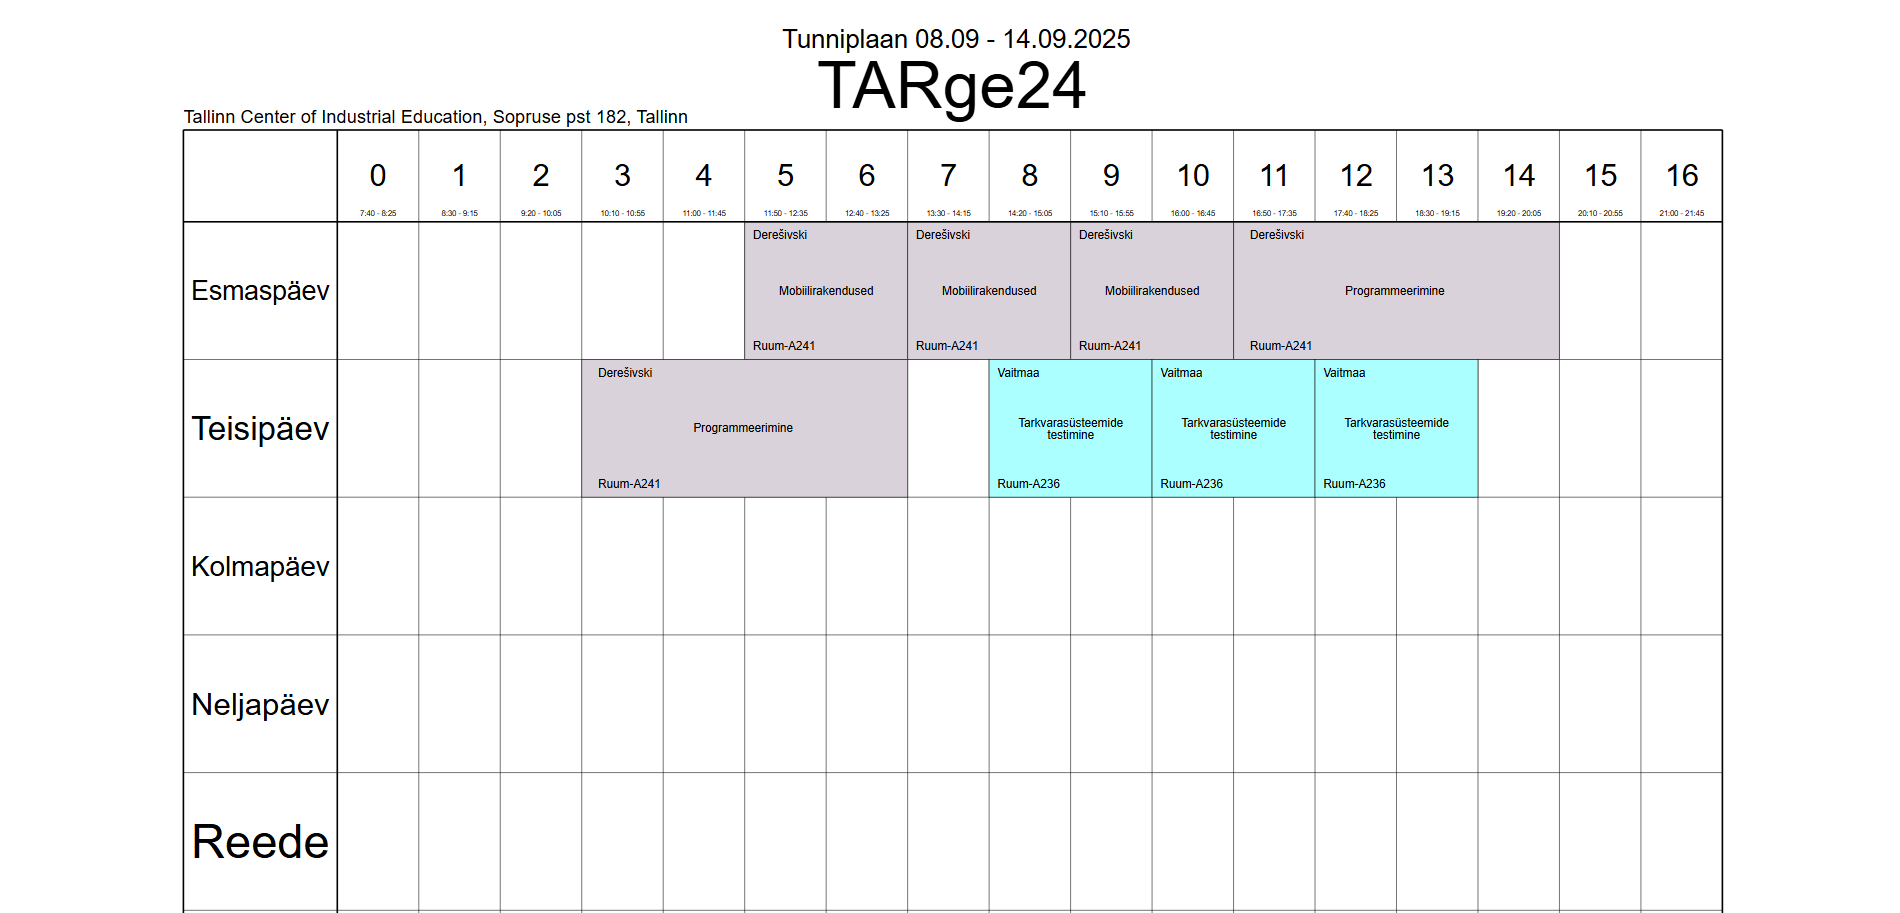 Tunniplaan 08.09 - 14.09.2025
TARge24
Tallinn Center of Industrial Education, Sopruse pst 182, Tallinn
0 1 2 3 4 5 6 7 8 9 10 11 12 13 14 15 16
7:40 - 8:25 8:30 - 9:15 9:20 - 10:05 10:10 - 10:55 11:00 - 11:45 11:50 - 12:35 12:40 - 13:25 13:30 - 14:15 14:20 - 15:05 15:10 - 15:55 16:00 - 16:45 16:50 - 17:35 17:40 - 18:25 18:30 - 19:15 19:20 - 20:05 20:10 - 20:55 21:00 - 21:45
Esmaspäev
Derešivski
Mobiilirakendused
Ruum-A241
Derešivski
Mobiilirakendused
Ruum-A241
Derešivski
Mobiilirakendused
Ruum-A241
Derešivski
Programmeerimine
Ruum-A241
Teisipäev
Derešivski
Programmeerimine
Ruum-A241
Vaitmaa
Tarkvarasüsteemide
testimine
Ruum-A236
Vaitmaa
Tarkvarasüsteemide
testimine
Ruum-A236
Vaitmaa
Tarkvarasüsteemide
testimine
Ruum-A236
Kolmapäev
Neljapäev
Reede